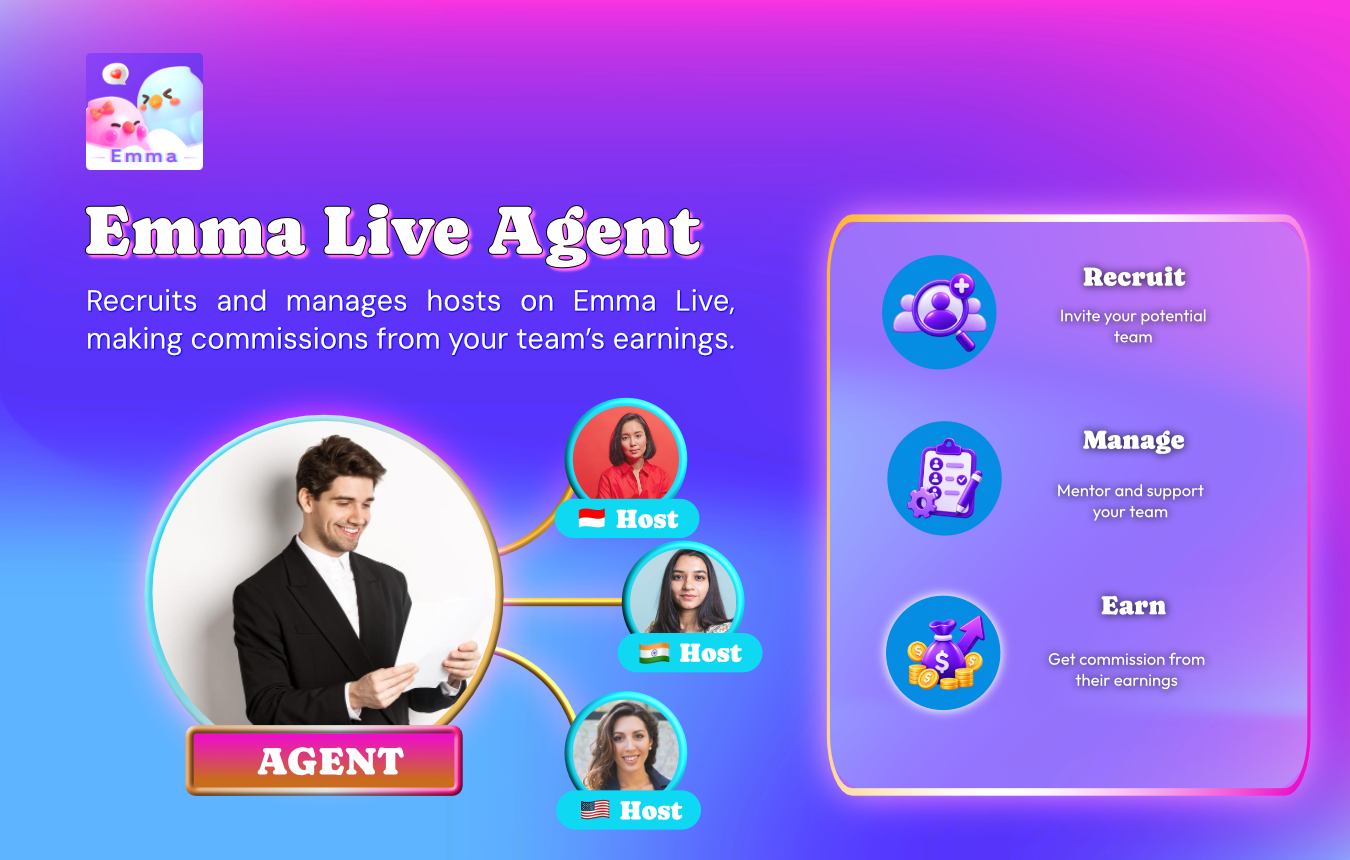 Emma
Emma Live Agent
Recruits and manages hosts on Emma Live,
making commissions from your team's earnings.
Host
Host
Host
AGENT
Recruit
Invite your potential
team
Manage
Mentor and support
your team
Earn
Get commission from
their earnings